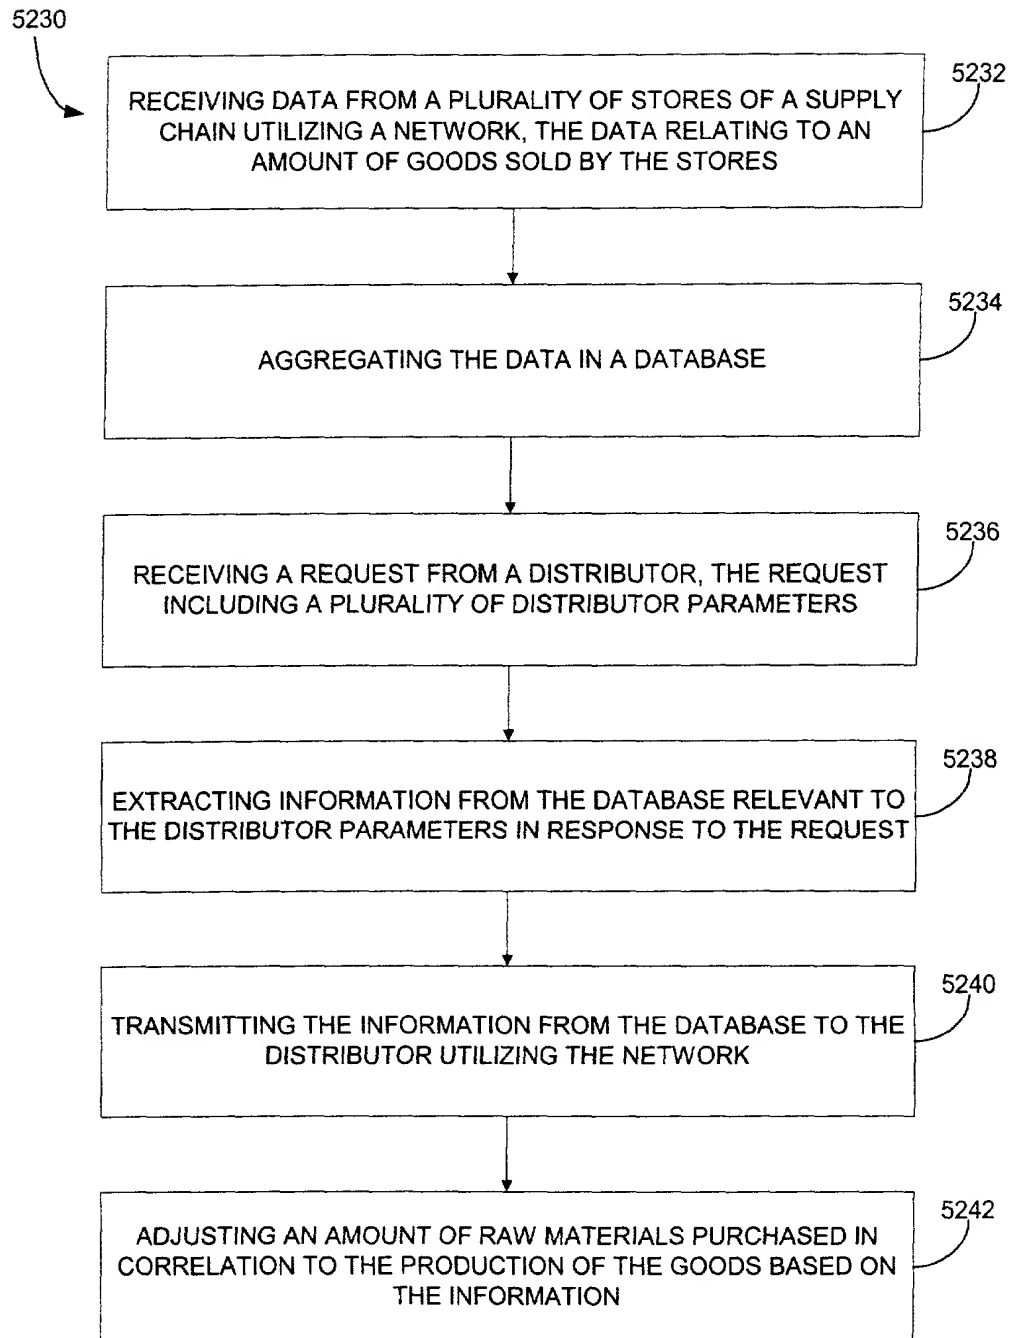 5230
RECEIVING DATA FROM A PLURALITY OF STORES OF A SUPPLY
CHAIN UTILIZING A NETWORK, THE DATA RELATING TO AN
AMOUNT OF GOODS SOLD BY THE STORES
5232
AGGREGATING THE DATA IN A DATABASE
5234
RECEIVING A REQUEST FROM A DISTRIBUTOR, THE REQUEST
INCLUDING A PLURALITY OF DISTRIBUTOR PARAMETERS
5236
EXTRACTING INFORMATION FROM THE DATABASE RELEVANT TO
THE DISTRIBUTOR PARAMETERS IN RESPONSE TO THE REQUEST
5238
TRANSMITTING THE INFORMATION FROM THE DATABASE TO THE
DISTRIBUTOR UTILIZING THE NETWORK
5240
ADJUSTING AN AMOUNT OF RAW MATERIALS PURCHASED IN
CORRELATION TO THE PRODUCTION OF THE GOODS BASED ON
THE INFORMATION
5242